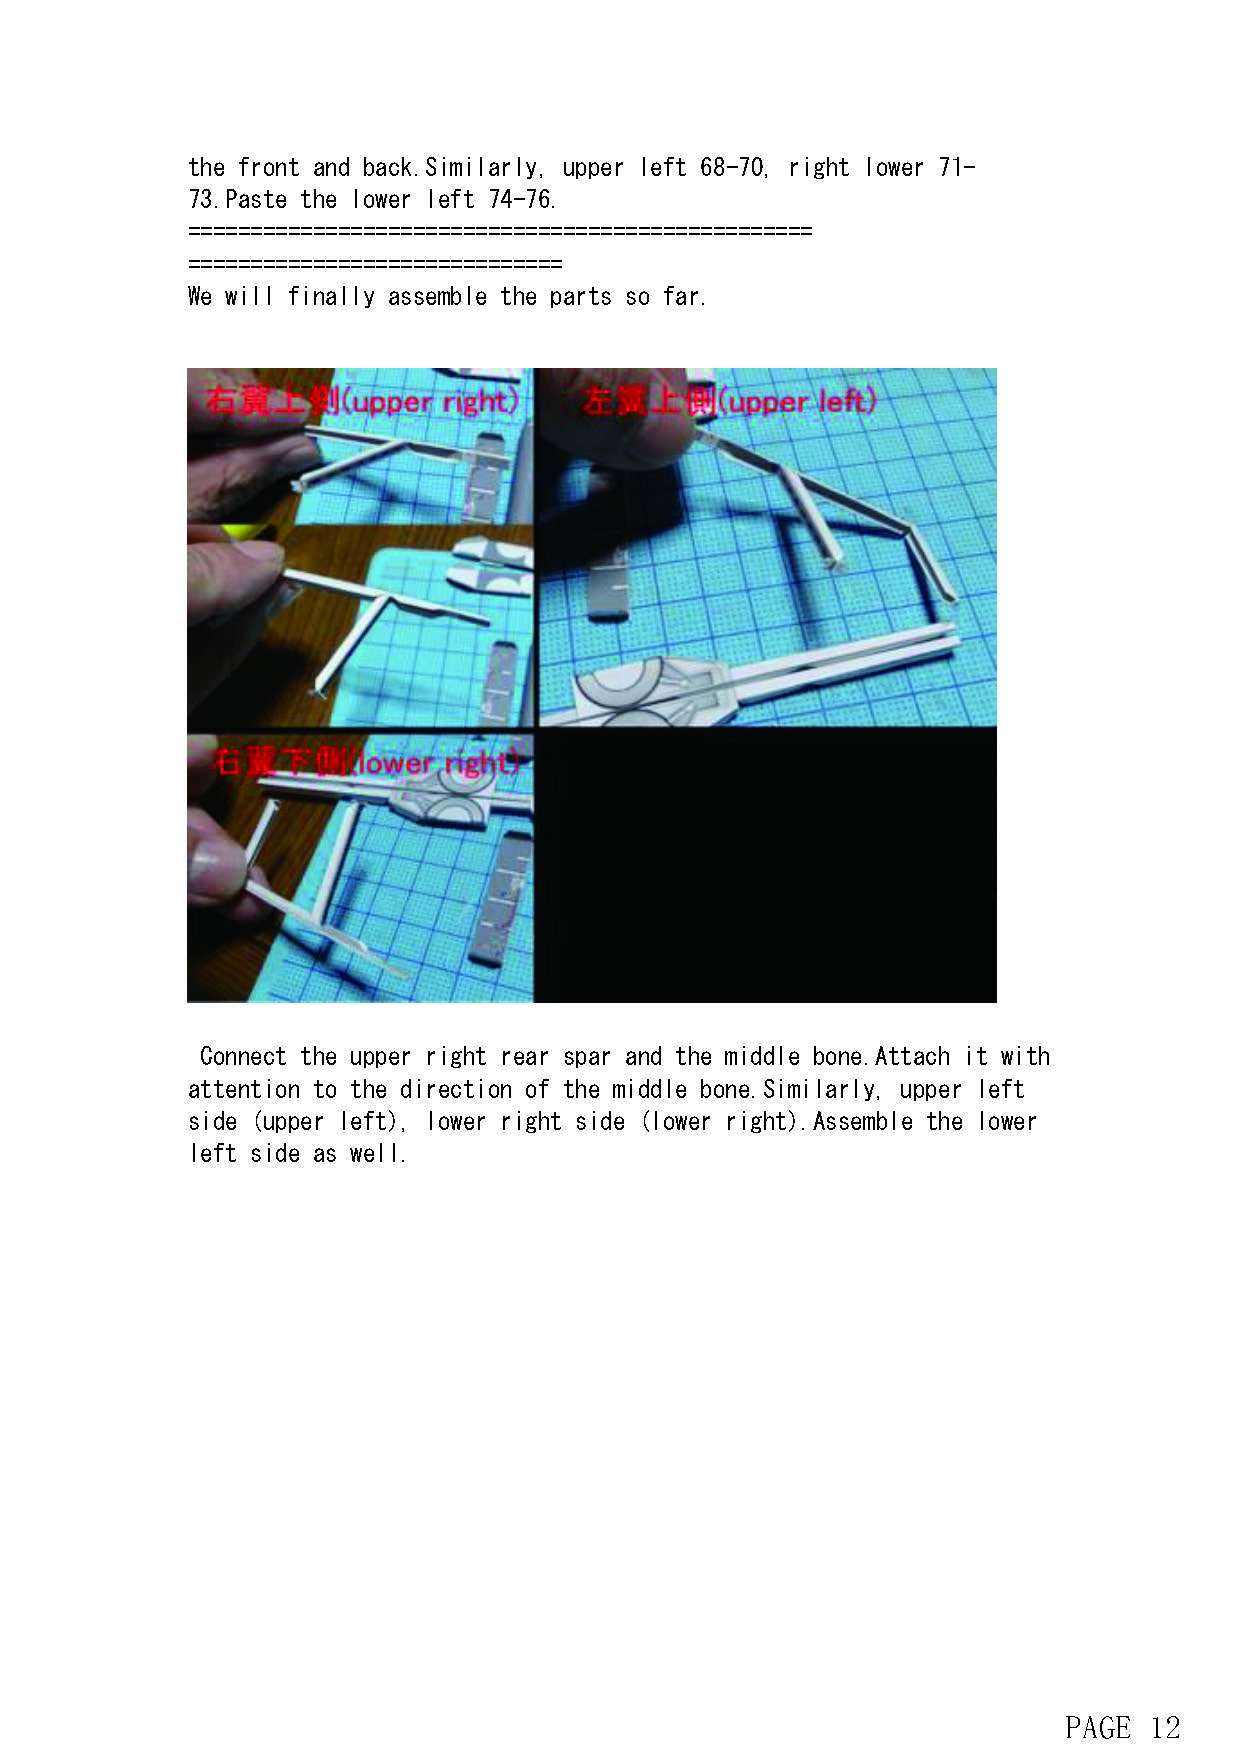 the front and back.Similarly, upper left 68-70, right lower 71-
73.Paste the lower left 74-76.
==================================================
==============================
We will finally assemble the parts so far.
右翼上側(upper right)
左翼上側(upper left)
右翼下側(lower right)
Connect the upper right rear spar and the middle bone.Attach it with
attention to the direction of the middle bone.Similarly, upper left
side (upper left), lower right side (lower right).Assemble the lower
left side as well.
PAGE 12